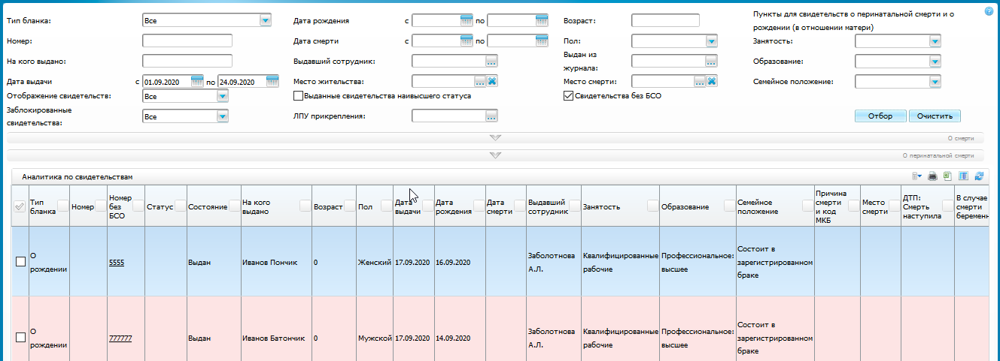 Тип бланка: Все Дата рождения с по Возраст: Пункты для свидетельств о перинатальной смерти и о
рождении (в отношении матери)
Номер: Дата смерти с по Пол: Занятость:
На кого выдано: Выдавший сотрудник: ... Выдан из
журнала: ... Образование:
Дата выдачи с 01.09.2020 по 24.09.2020 Место жительства: ... Место смерти: ... Семейное положение:
Отображение свидетельств: Все Выданные свидетельства наивысшего статуса Свидетельства без БСО
Заблокированные
свидетельства: Все ЛПУ прикрепления: ... Отбор Очистить
О смерти
О перинатальной смерти
Аналитика по свидетельствам
Тип
бланка
Номер
Номер
без
БСО
Статус
Состояние
На кого
выдано
Возраст
Пол
Дата
выдачи
Дата
рождения
Дата
смерти
Выдавший
сотрудник
Занятость
Образование
Семейное
положение
Причина
смерти
и код
МКБ
Место
смерти
ДТП:
Смерть
наступила
В случае
смерти
беременн
О
рождении
5555
Выдан
Иванов Пончик
0
Женский
17.09.2020
16.09.2020
Заболотнова
А.Л.
Квалифицированные
рабочие
Профессиональное:
высшее
Состоит в
зарегистрированном
браке
О
рождении
777777
Выдан
Иванов Батончик
0
Мужской
17.09.2020
14.09.2020
Заболотнова
А.Л.
Квалифицированные
рабочие
Профессиональное:
высшее
Состоит в
зарегистрированном
браке